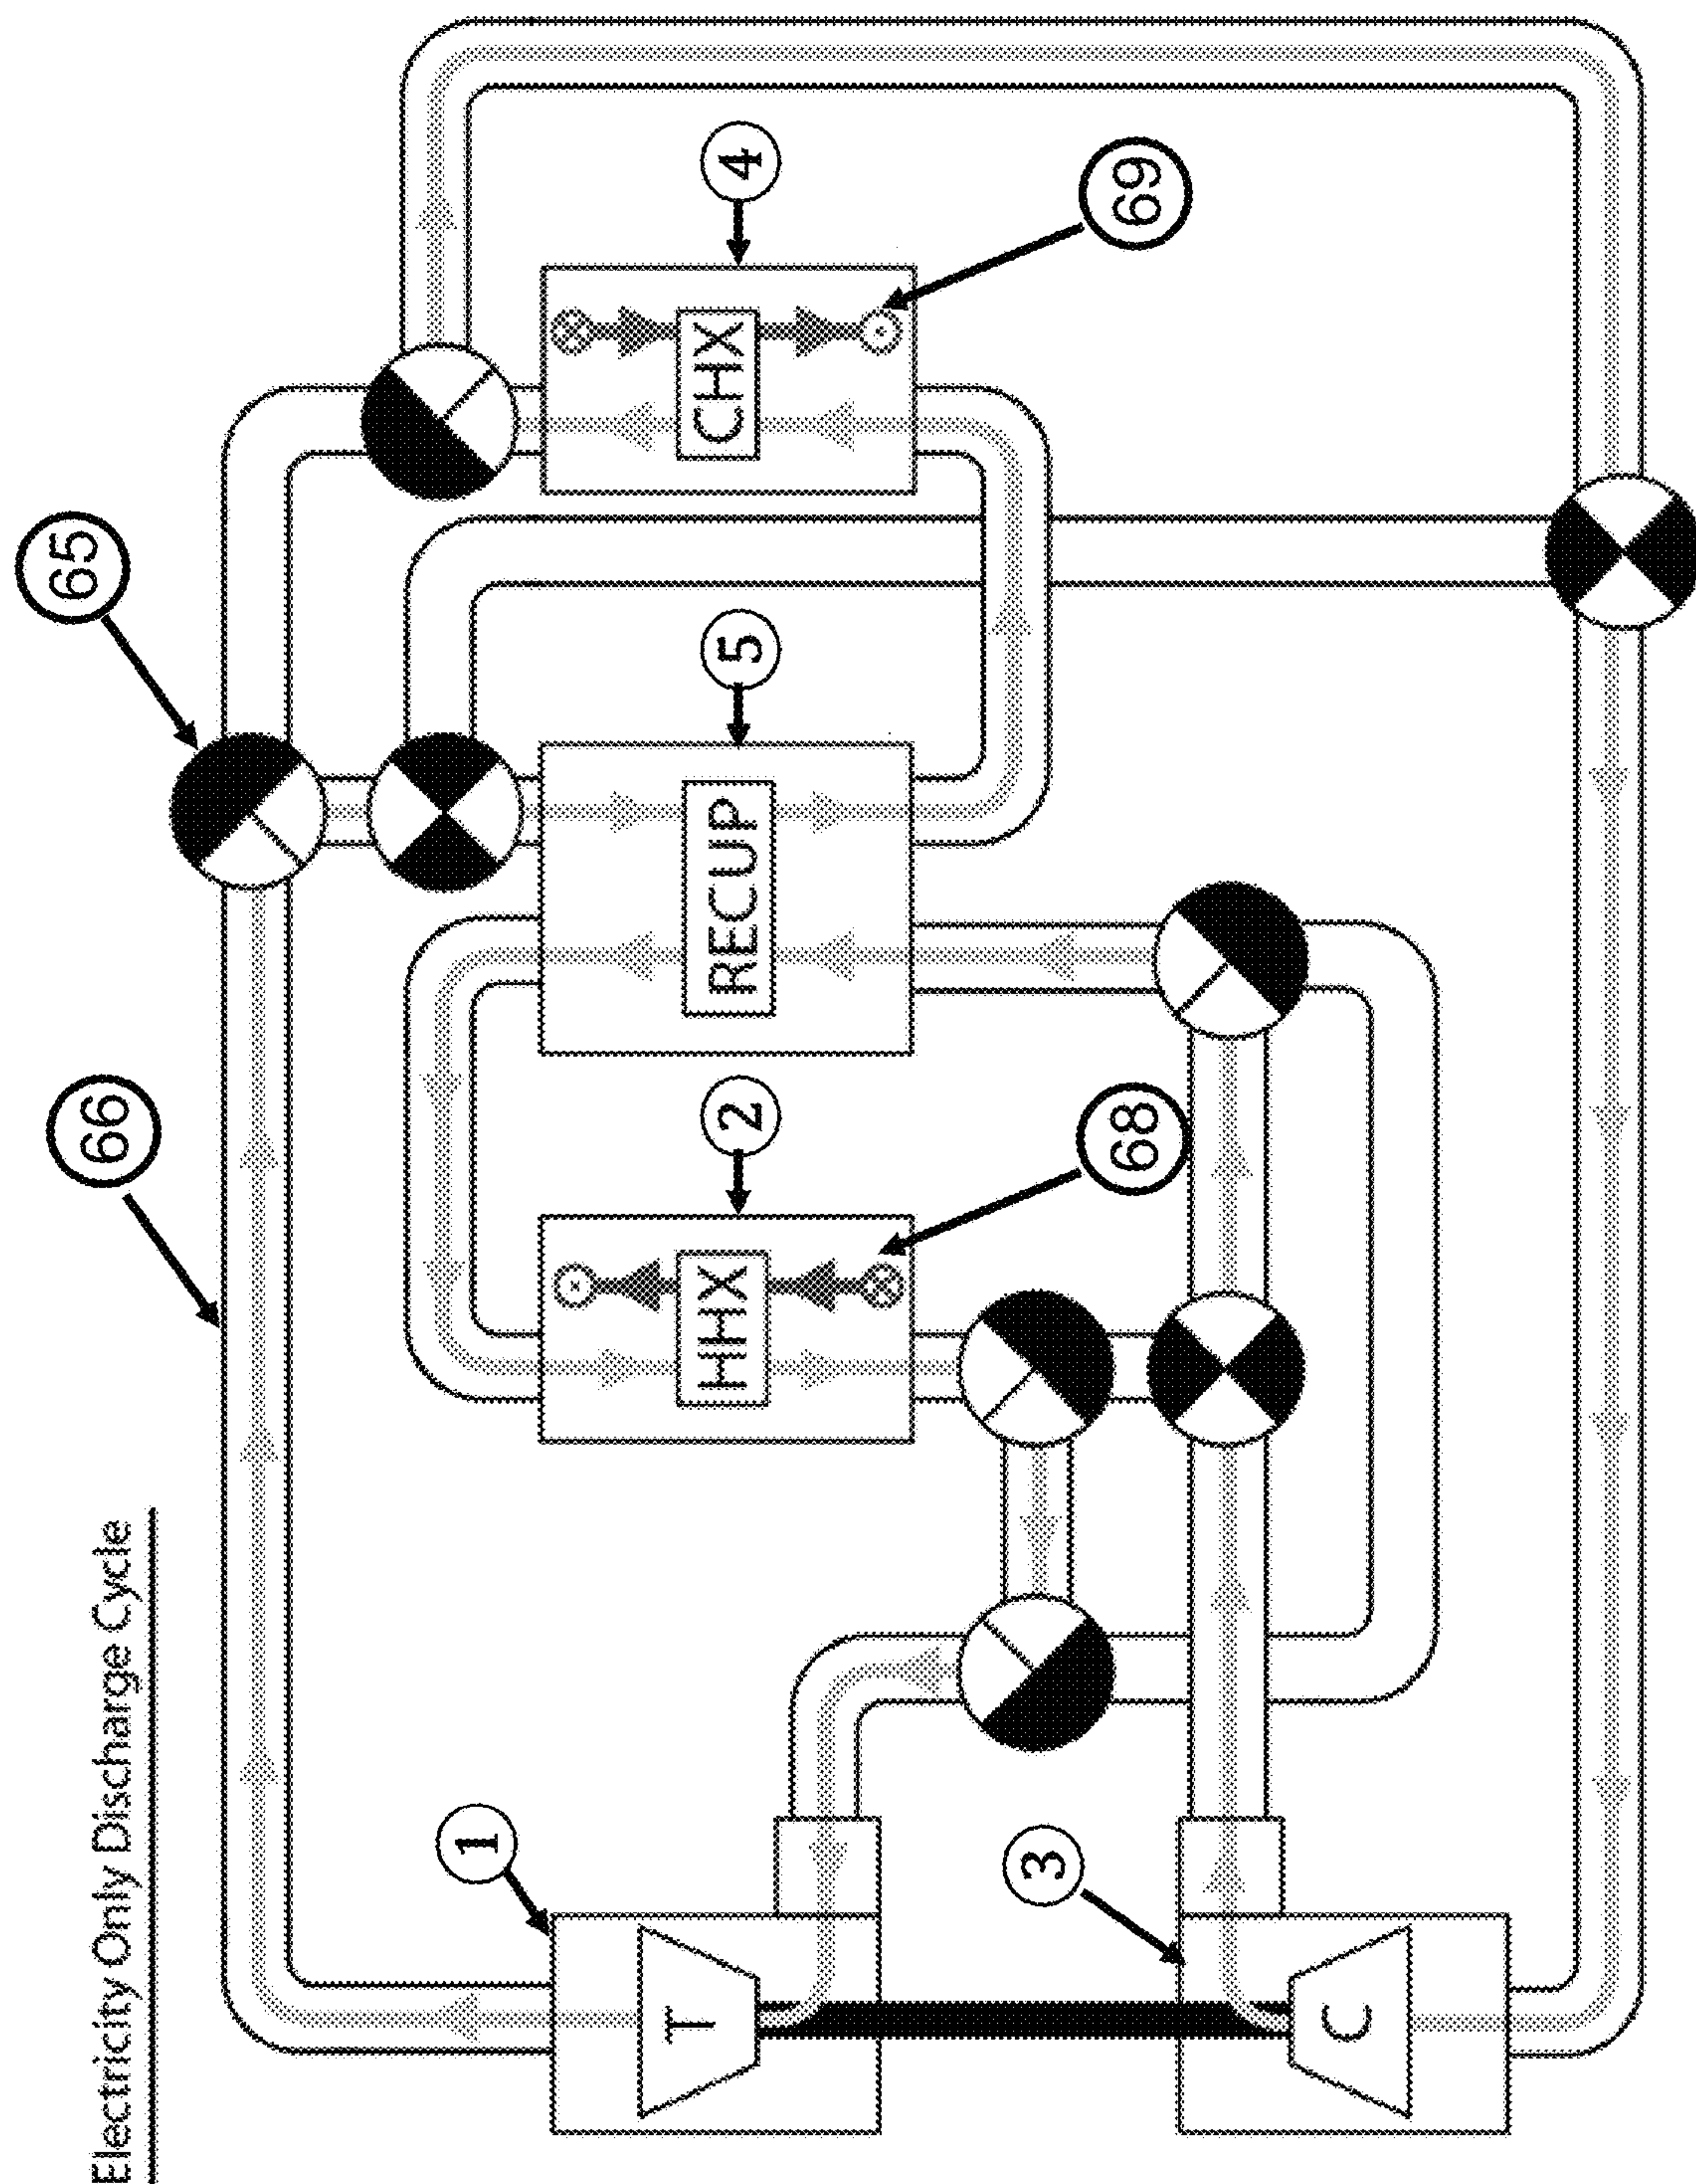 Electricity Only Discharge Cycle
66
65
1
2
5
4
T
HHX
RECUP
CHX
3
68
69
C